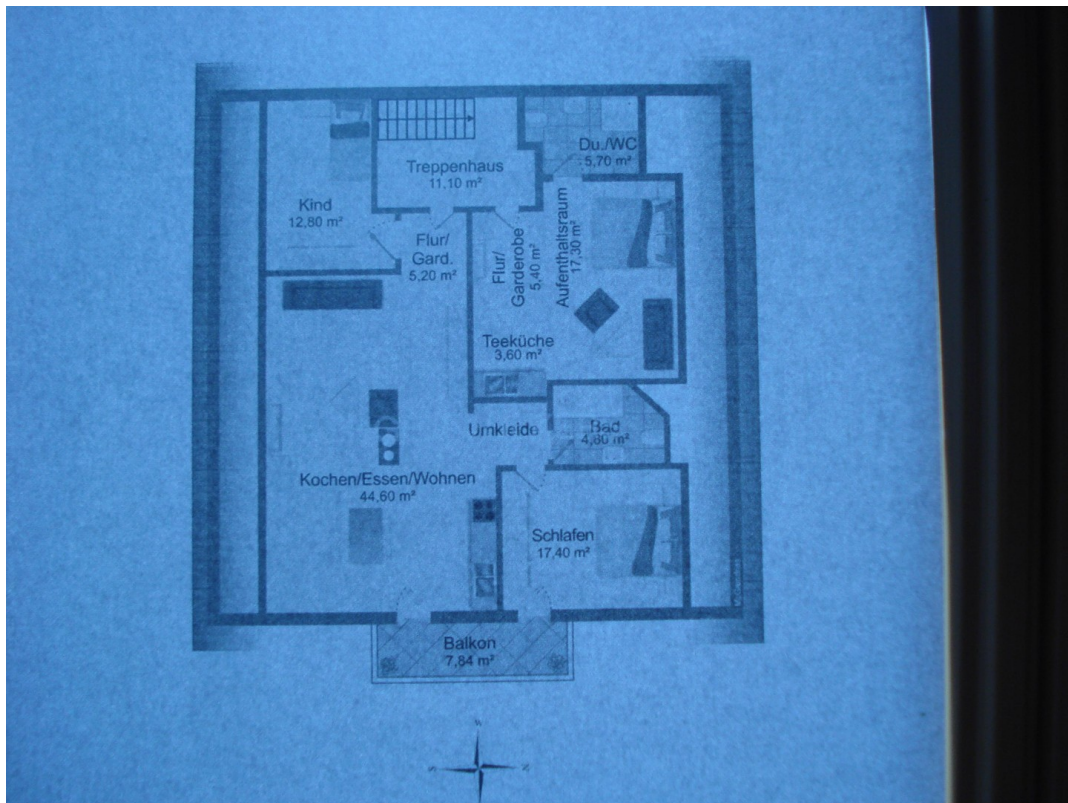 Du./WC
5,70 m²
Treppenhaus
11,10 m²
Kind
12,80 m²
Flur/
Gard.
5,20 m²
Flur/
Garderobe
5,40 m²
Aufenthaltsraum
17,30 m²
Teeküche
3,60 m²
Umkleide
Bad
4,60 m²
Kochen/Essen/Wohnen
44,60 m²
Schlafen
17,40 m²
Balkon
7,84 m²